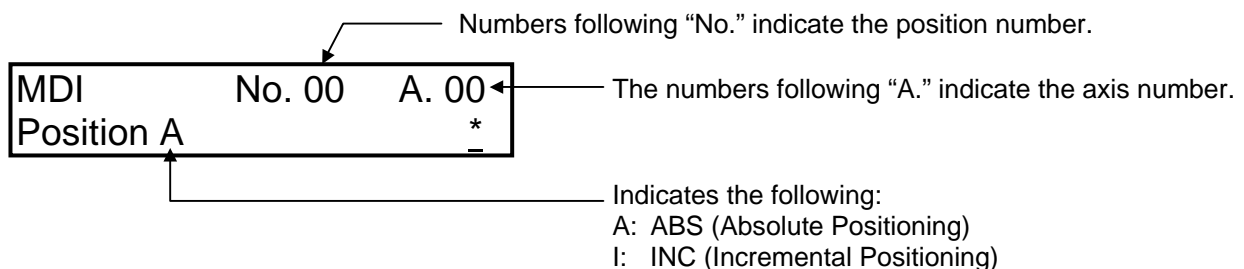 Numbers following “No.” indicate the position number.
MDI No. 00 A. 00
The numbers following “A.” indicate the axis number.
Position A *
Indicates the following:
A: ABS (Absolute Positioning)
I: INC (Incremental Positioning)